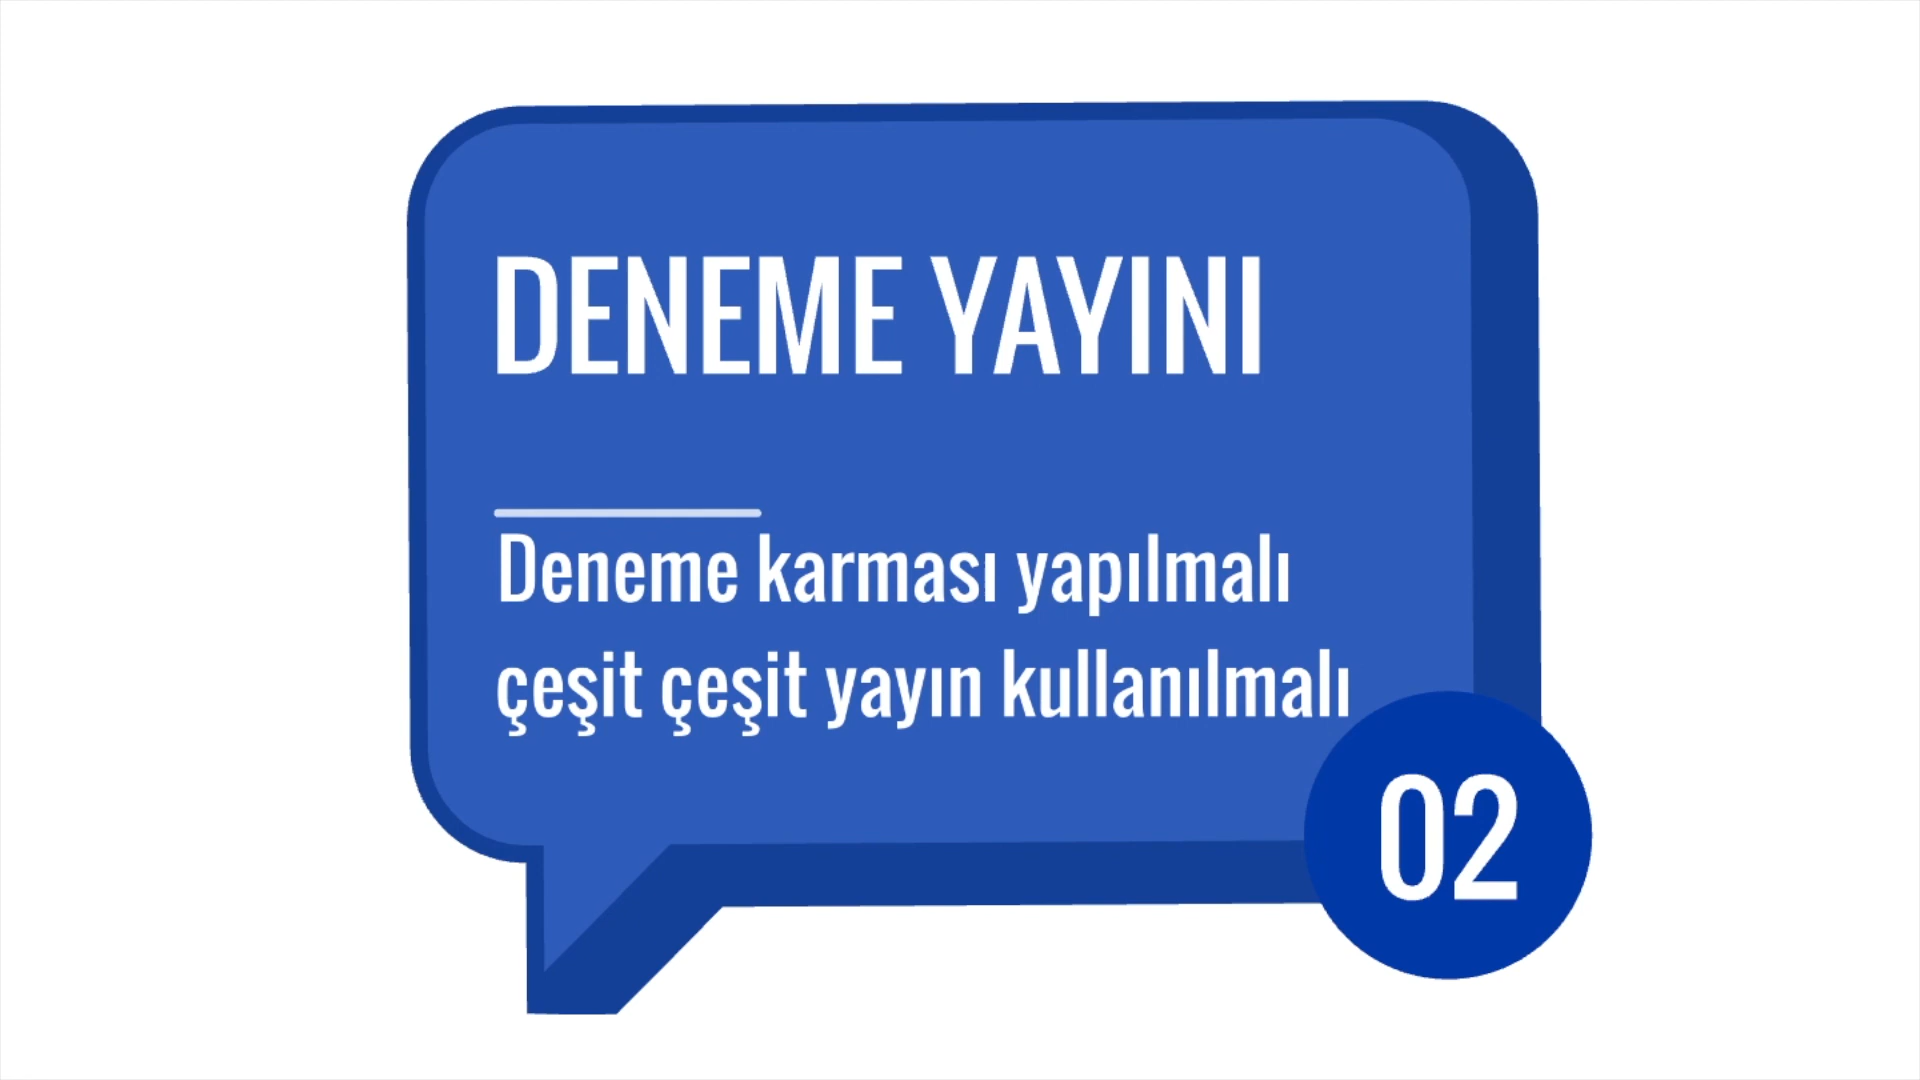 DENEME YAYINI
Deneme karması yapılmalı
çeşit çeşit yayın kullanılmalı
02